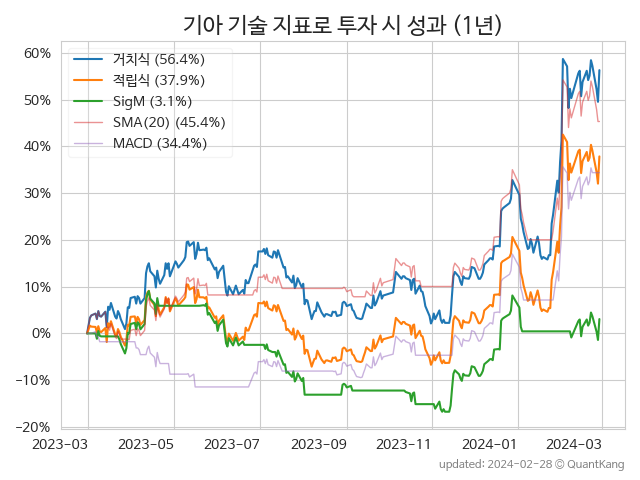 기아 기술 지표로 투자 시 성과 (1년)
60%
50%
40%
30%
20%
10%
0%
−10%
−20%
거치식 (56.4%)
적립식 (37.9%)
SigM (3.1%)
SMA(20) (45.4%)
MACD (34.4%)
2023−03
2023−05
2023−07
2023−09
2023−11
2024−01
2024−03
updated: 2024-02-28 ⓒ QuantKang